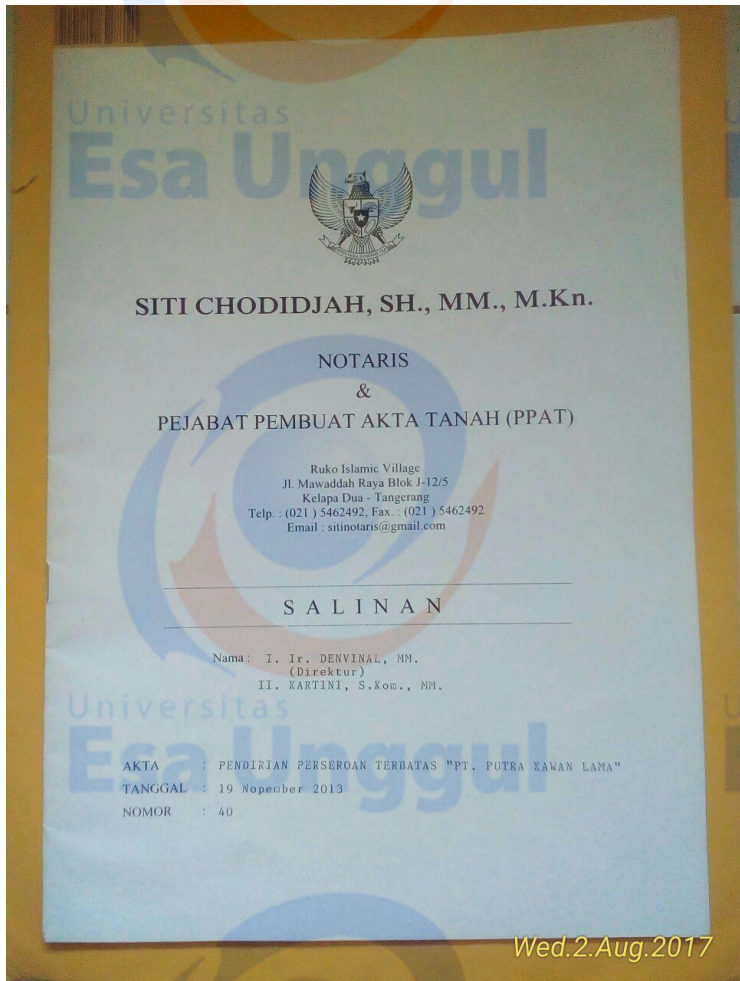 Universitas
Esa Unggul
SITI CHODIDJAH, SH., MM., M.Kn.
NOTARIS
&
PEJABAT PEMBUAT AKTA TANAH (PPAT)
Ruko Islamic Village
Jl. Mawaddah Raya Blok J-12/5
Kelapa Dua - Tangerang
Telp. : (021 ) 5462492, Fax. : (021 ) 5462492
Email : sitinotaris@gmail.com
S A L I N A N
Nama : I. Ir. DENVINAL, MM.
(Direktur)
II. KARTINI, S.Kom., MM.
Universitas
Esa Unggul
AKTA : PENDIRIAN PERSEROAN TERBATAS "PT. PUTRA KAWAN LAMA"
TANGGAL : 19 Nopember 2013
NOMOR : 40
Wed.2.Aug.2017